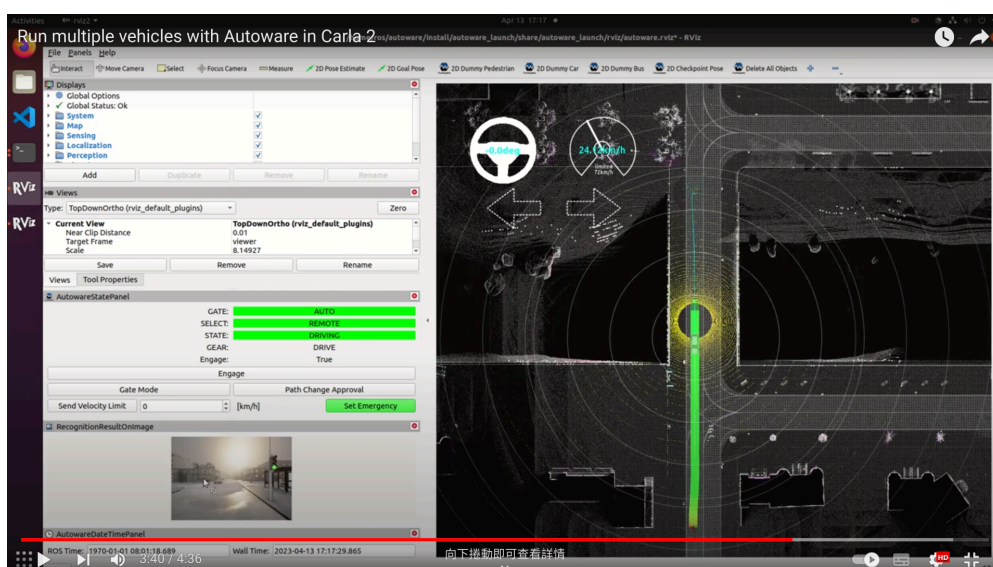 Activities rviz2 Apr 13 17:17
Run multiple vehicles with Autoware in Carla 2
ros/autoware/install/autoware_launch/share/autoware_launch/rviz/autoware.rviz* - RViz
File Panels Help
Interact Move Camera Select Focus Camera Measure 2D Pose Estimate 2D Goal Pose 2D Dummy Pedestrian 2D Dummy Car 2D Dummy Bus 2D Checkpoint Pose Delete All Objects
Displays
Global Options
Global Status: Ok
System
Map
Sensing
Localization
Perception
Add Duplicate Remove Rename
Views
Type: TopDownOrtho (rviz_default_plugins) Zero
Current View TopDownOrtho (rviz_default_plugins)
Near Clip Distance 0.01
Target Frame viewer
Scale 8.14927
Save Remove Rename
Views Tool Properties
AutowareStatePanel
GATE: AUTO
SELECT: REMOTE
STATE: DRIVING
GEAR: DRIVE
Engage: True
Engage
Gate Mode Path Change Approval
Send Velocity Limit 0 [km/h] Set Emergency
RecognitionResultOnImage
AutowareDateTimePanel
ROS Time: 1970-01-01 08:01:18.689 Wall Time: 2023-04-13 17:17:29.865
-0.0deg
km/h
limited
72km/h
RViz
RViz
3:40 / 4:36
向下捲動即可查看詳情
HD